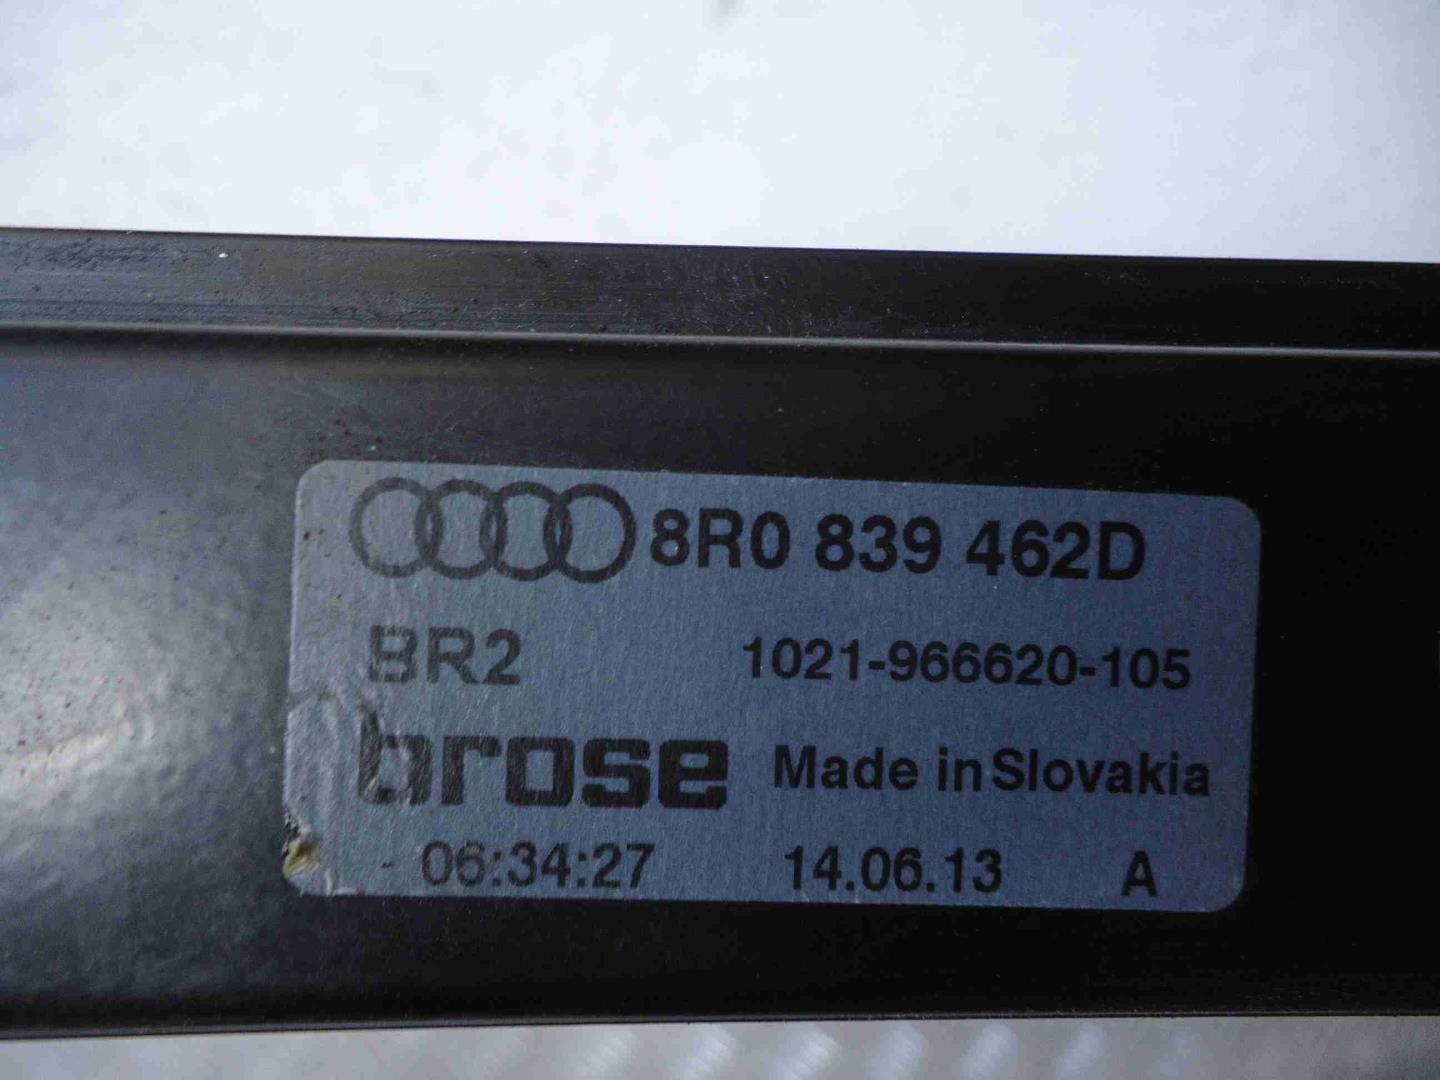 8R0 839 462D
BR2 1021-966620-105
brose Made in Slovakia
06:34:27 14.06.13 A